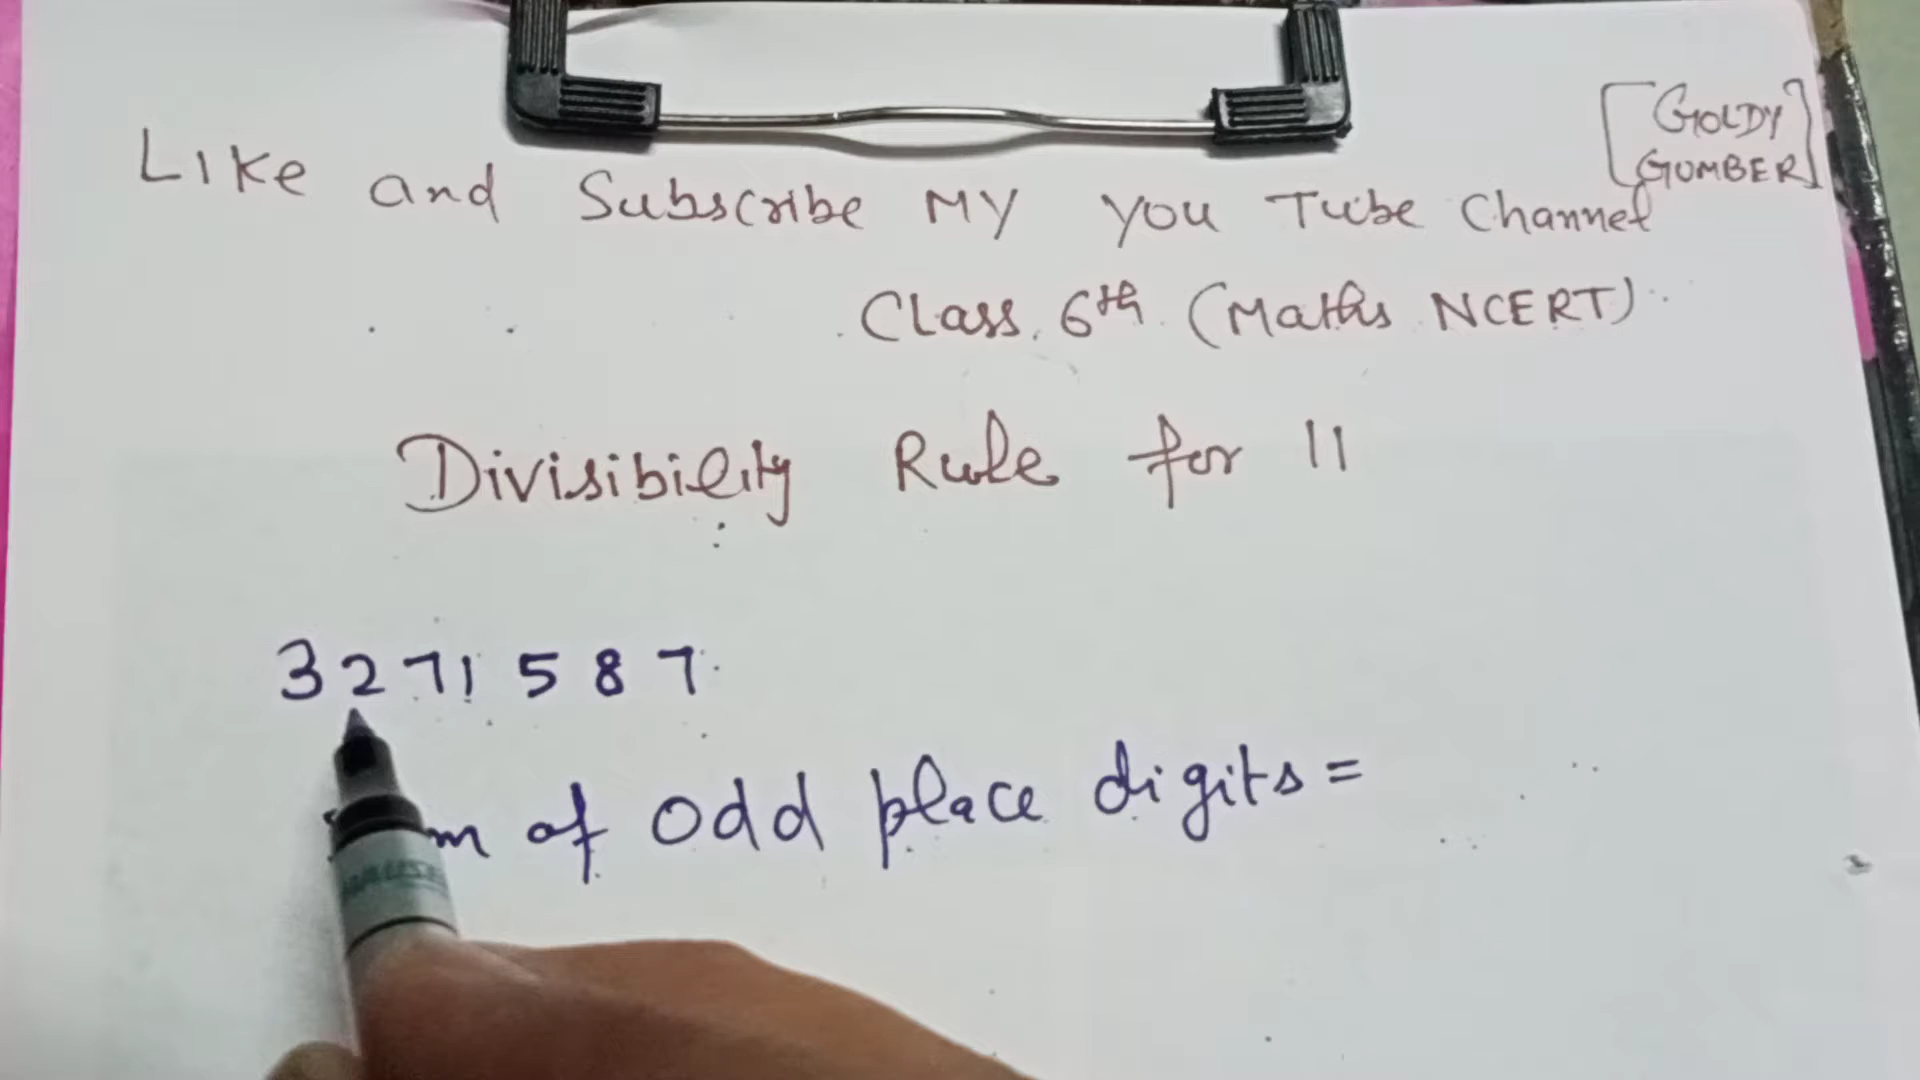 [GOLDY
GUMBER]
Like and Subscribe MY You Tube Channel
Class 6th (Maths NCERT)
Divisibility Rule for 11
3271587
m of odd place digits =